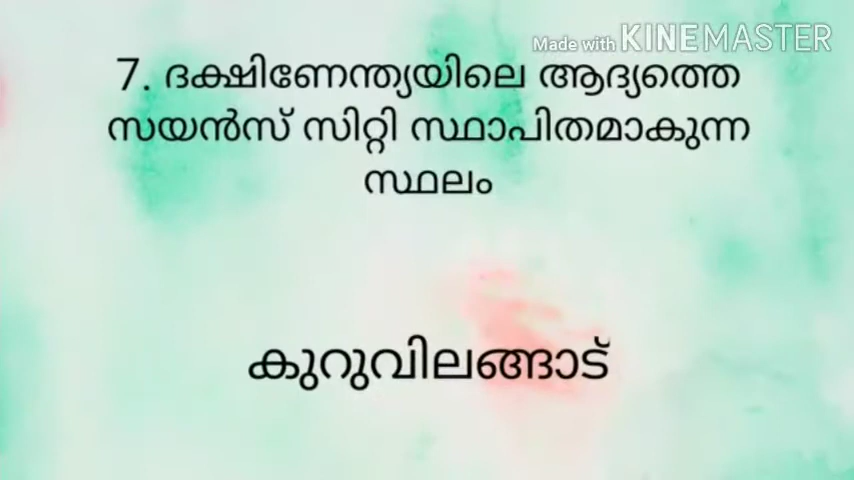 Made with KINEMASTER
7. ദക്ഷിണേന്ത്യയിലെ ആദ്യത്തെ
സയൻസ് സിറ്റി സ്ഥാപിതമാകുന്ന
സ്ഥലം
കുറുവിലങ്ങാട്